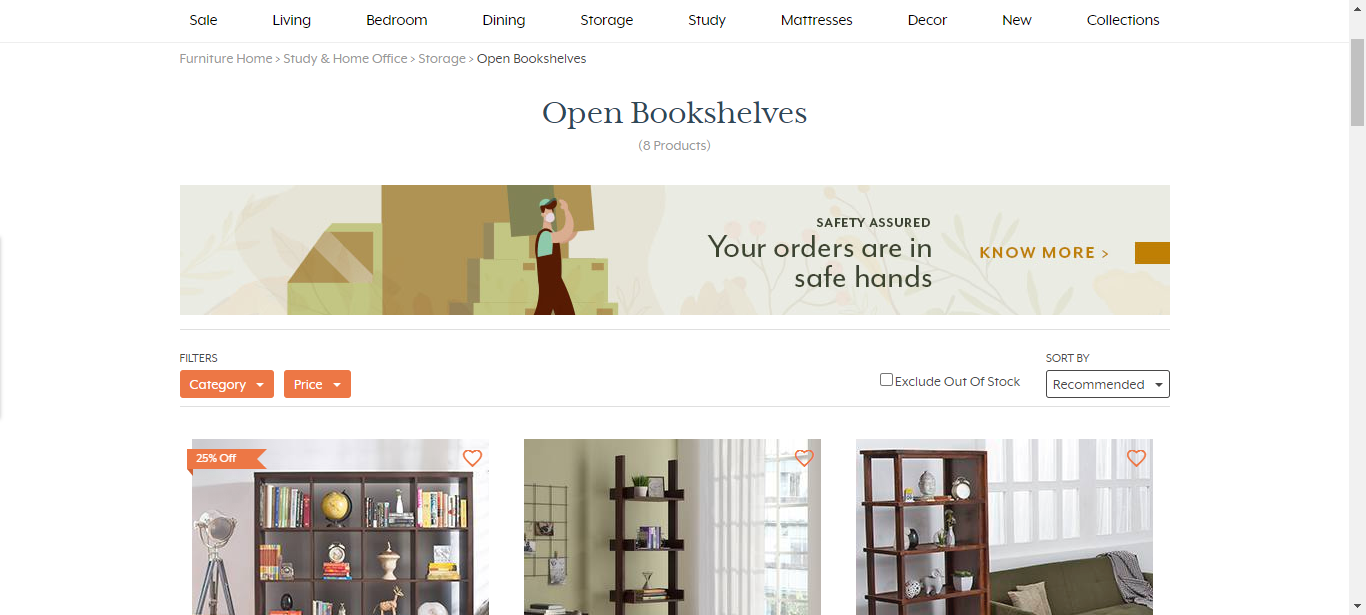 Sale Living Bedroom Dining Storage Study Mattresses Decor New Collections
Furniture Home > Study & Home Office > Storage > Open Bookshelves
Open Bookshelves
(8 Products)
SAFETY ASSURED
Your orders are in
safe hands
KNOW MORE >
FILTERS
Category
Price
Exclude Out Of Stock
SORT BY
Recommended
25% Off